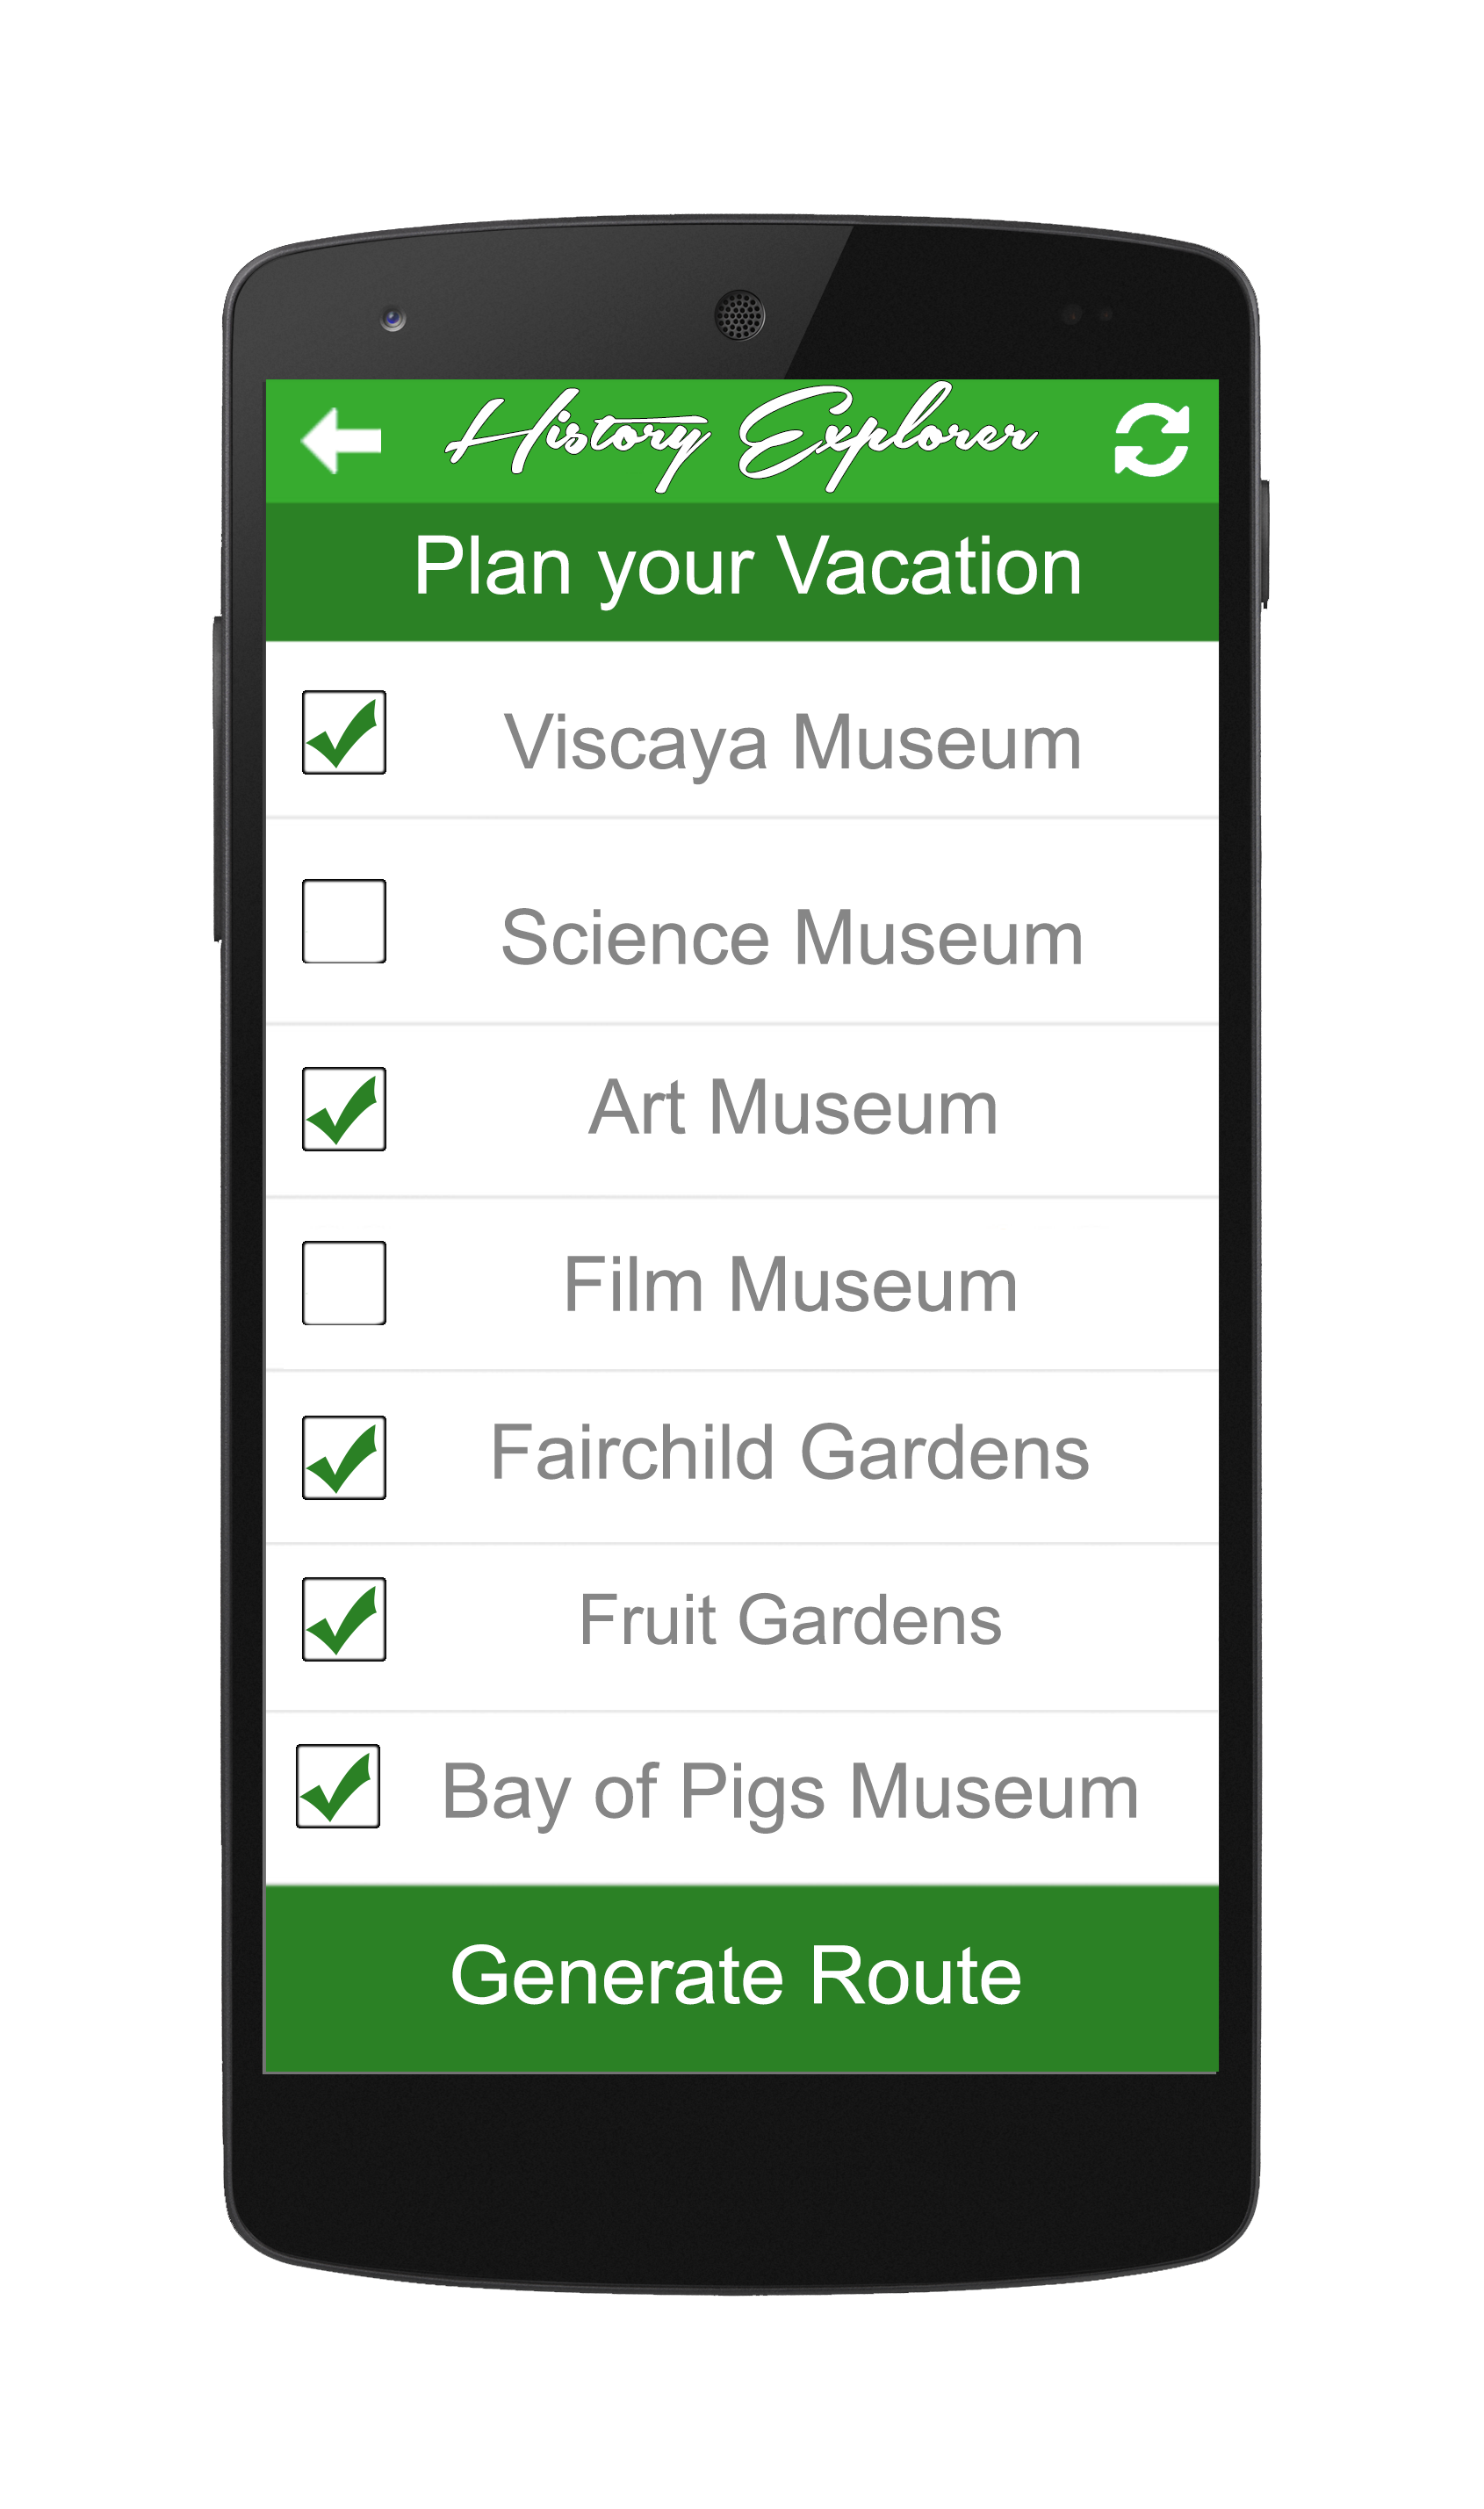 History Explorer
Plan your Vacation
Viscaya Museum
Science Museum
Art Museum
Film Museum
Fairchild Gardens
Fruit Gardens
Bay of Pigs Museum
Generate Route